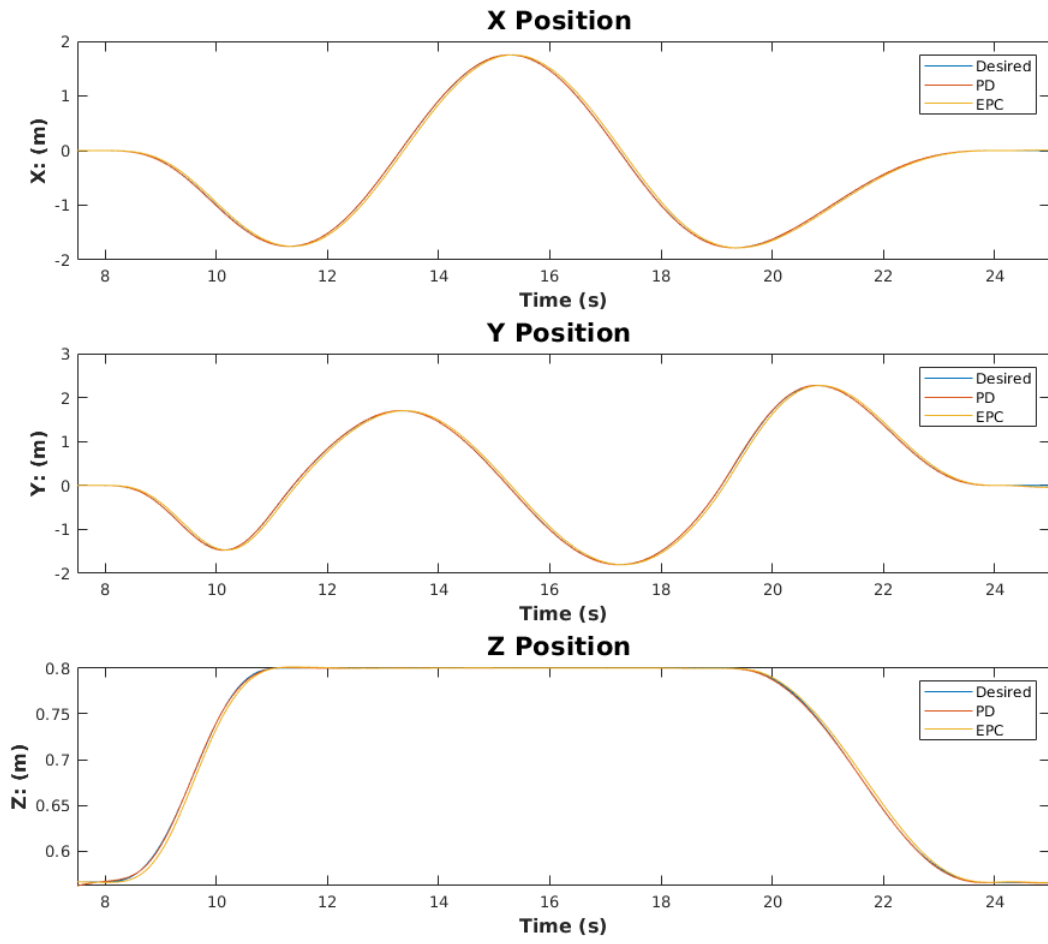 X Position
2
1
0
-1
-2
X: (m)
Desired
PD
EPC
8 10 12 14 16 18 20 22 24
Time (s)
Y Position
3
2
1
0
-1
-2
Y: (m)
Desired
PD
EPC
8 10 12 14 16 18 20 22 24
Time (s)
Z Position
0.8
0.75
0.7
0.65
0.6
Z: (m)
Desired
PD
EPC
8 10 12 14 16 18 20 22 24
Time (s)